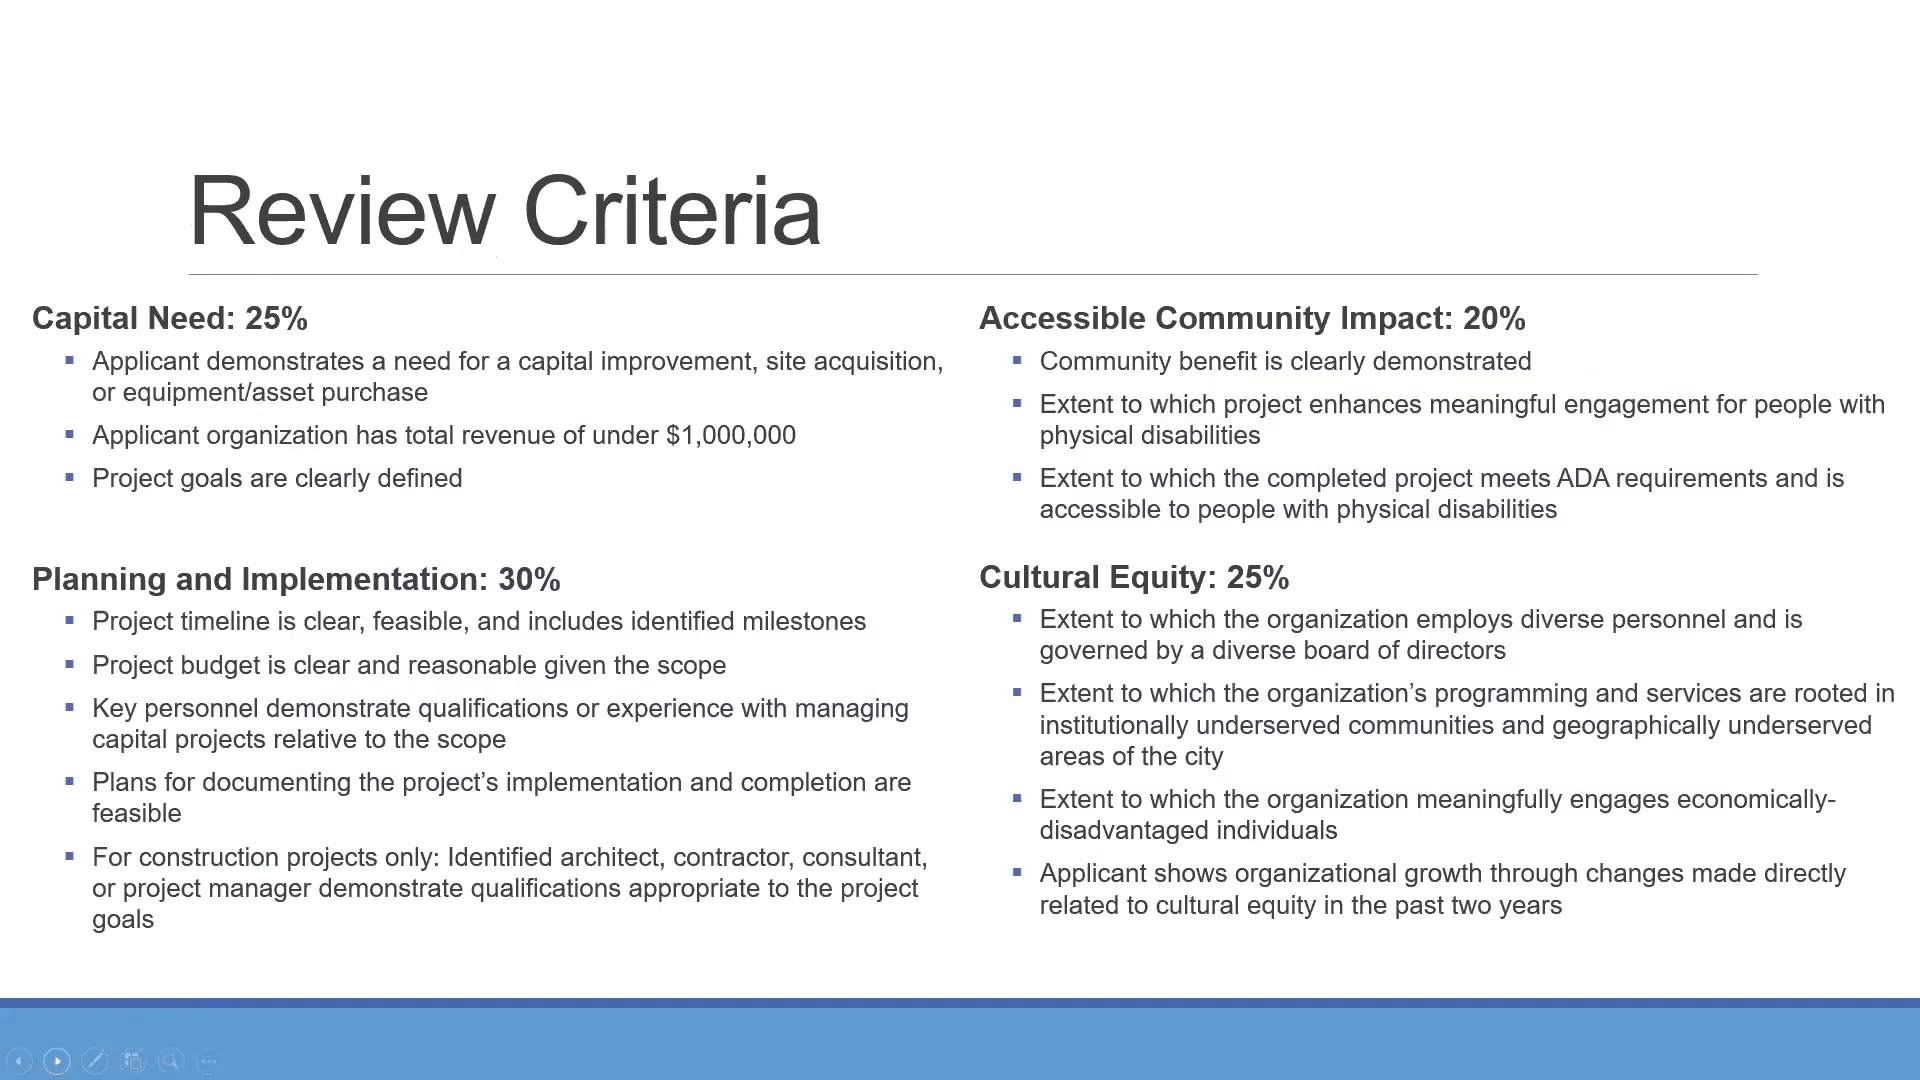 Review Criteria
Capital Need: 25%
Applicant demonstrates a need for a capital improvement, site acquisition,
or equipment/asset purchase
Applicant organization has total revenue of under $1,000,000
Project goals are clearly defined
Planning and Implementation: 30%
Project timeline is clear, feasible, and includes identified milestones
Project budget is clear and reasonable given the scope
Key personnel demonstrate qualifications or experience with managing
capital projects relative to the scope
Plans for documenting the project’s implementation and completion are
feasible
For construction projects only: Identified architect, contractor, consultant,
or project manager demonstrate qualifications appropriate to the project
goals
Accessible Community Impact: 20%
Community benefit is clearly demonstrated
Extent to which project enhances meaningful engagement for people with
physical disabilities
Extent to which the completed project meets ADA requirements and is
accessible to people with physical disabilities
Cultural Equity: 25%
Extent to which the organization employs diverse personnel and is
governed by a diverse board of directors
Extent to which the organization’s programming and services are rooted in
institutionally underserved communities and geographically underserved
areas of the city
Extent to which the organization meaningfully engages economically-
disadvantaged individuals
Applicant shows organizational growth through changes made directly
related to cultural equity in the past two years